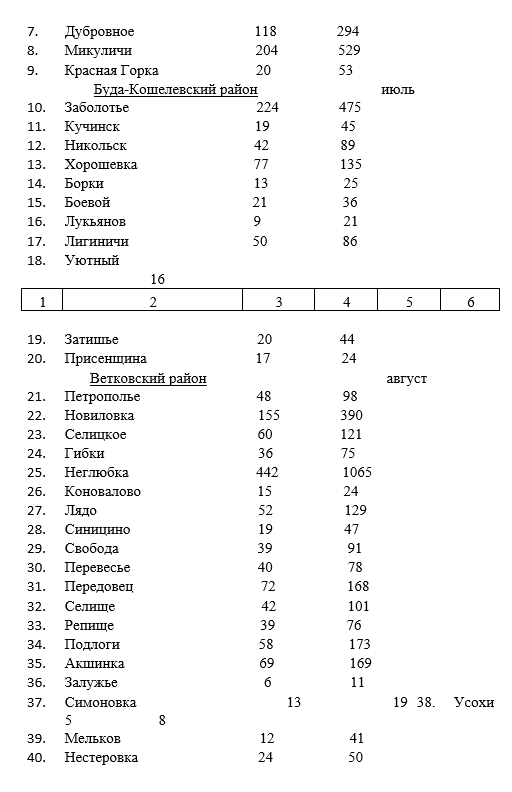 7. Дубровное 118 294
8. Микуличи 204 529
9. Красная Горка 20 53
Буда-Кошелевский район июль
10. Заболотье 224 475
11. Кучинск 19 45
12. Никольск 42 89
13. Хорошевка 77 135
14. Борки 13 25
15. Боевой 21 36
16. Лукьянов 9 21
17. Лигиничи 50 86
18. Уютный
16
1 2 3 4 5 6
19. Затишье 20 44
20. Присенщина 17 24
Ветковский район август
21. Петрополье 48 98
22. Новиловка 155 390
23. Селицкое 60 121
24. Гибки 36 75
25. Неглюбка 442 1065
26. Коновалово 15 24
27. Лядо 52 129
28. Синицино 19 47
29. Свобода 39 91
30. Перевесье 40 78
31. Передовец 72 168
32. Селище 42 101
33. Репище 39 76
34. Подлоги 58 173
35. Акшинка 69 169
36. Залужье 6 11
37. Симоновка 13 19 38. Усохи
5 8
39. Мельков 12 41
40. Нестеровка 24 50